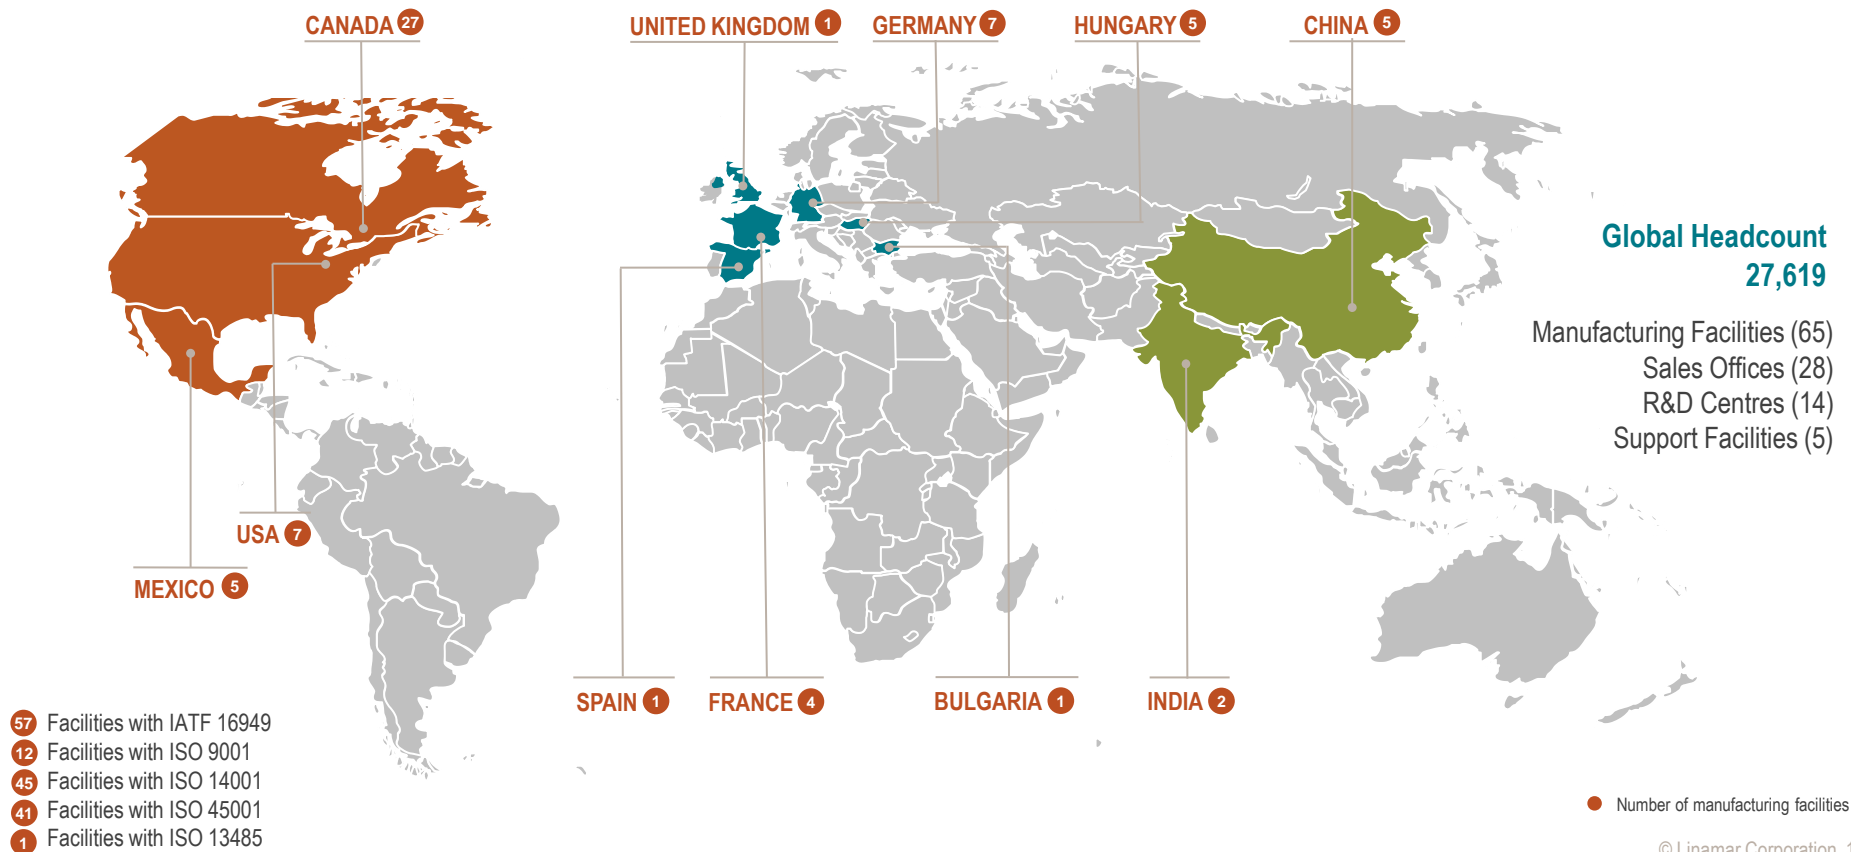 CANADA 27
UNITED KINGDOM 1
GERMANY 7
HUNGARY 5
CHINA 5
Global Headcount
27,619
Manufacturing Facilities (65)
Sales Offices (28)
R&D Centres (14)
Support Facilities (5)
USA 7
MEXICO 5
SPAIN 1
FRANCE 4
BULGARIA 1
INDIA 2
57 Facilities with IATF 16949
12 Facilities with ISO 9001
45 Facilities with ISO 14001
41 Facilities with ISO 45001
1 Facilities with ISO 13485
Number of manufacturing facilities
© Linamar Corporation, 1